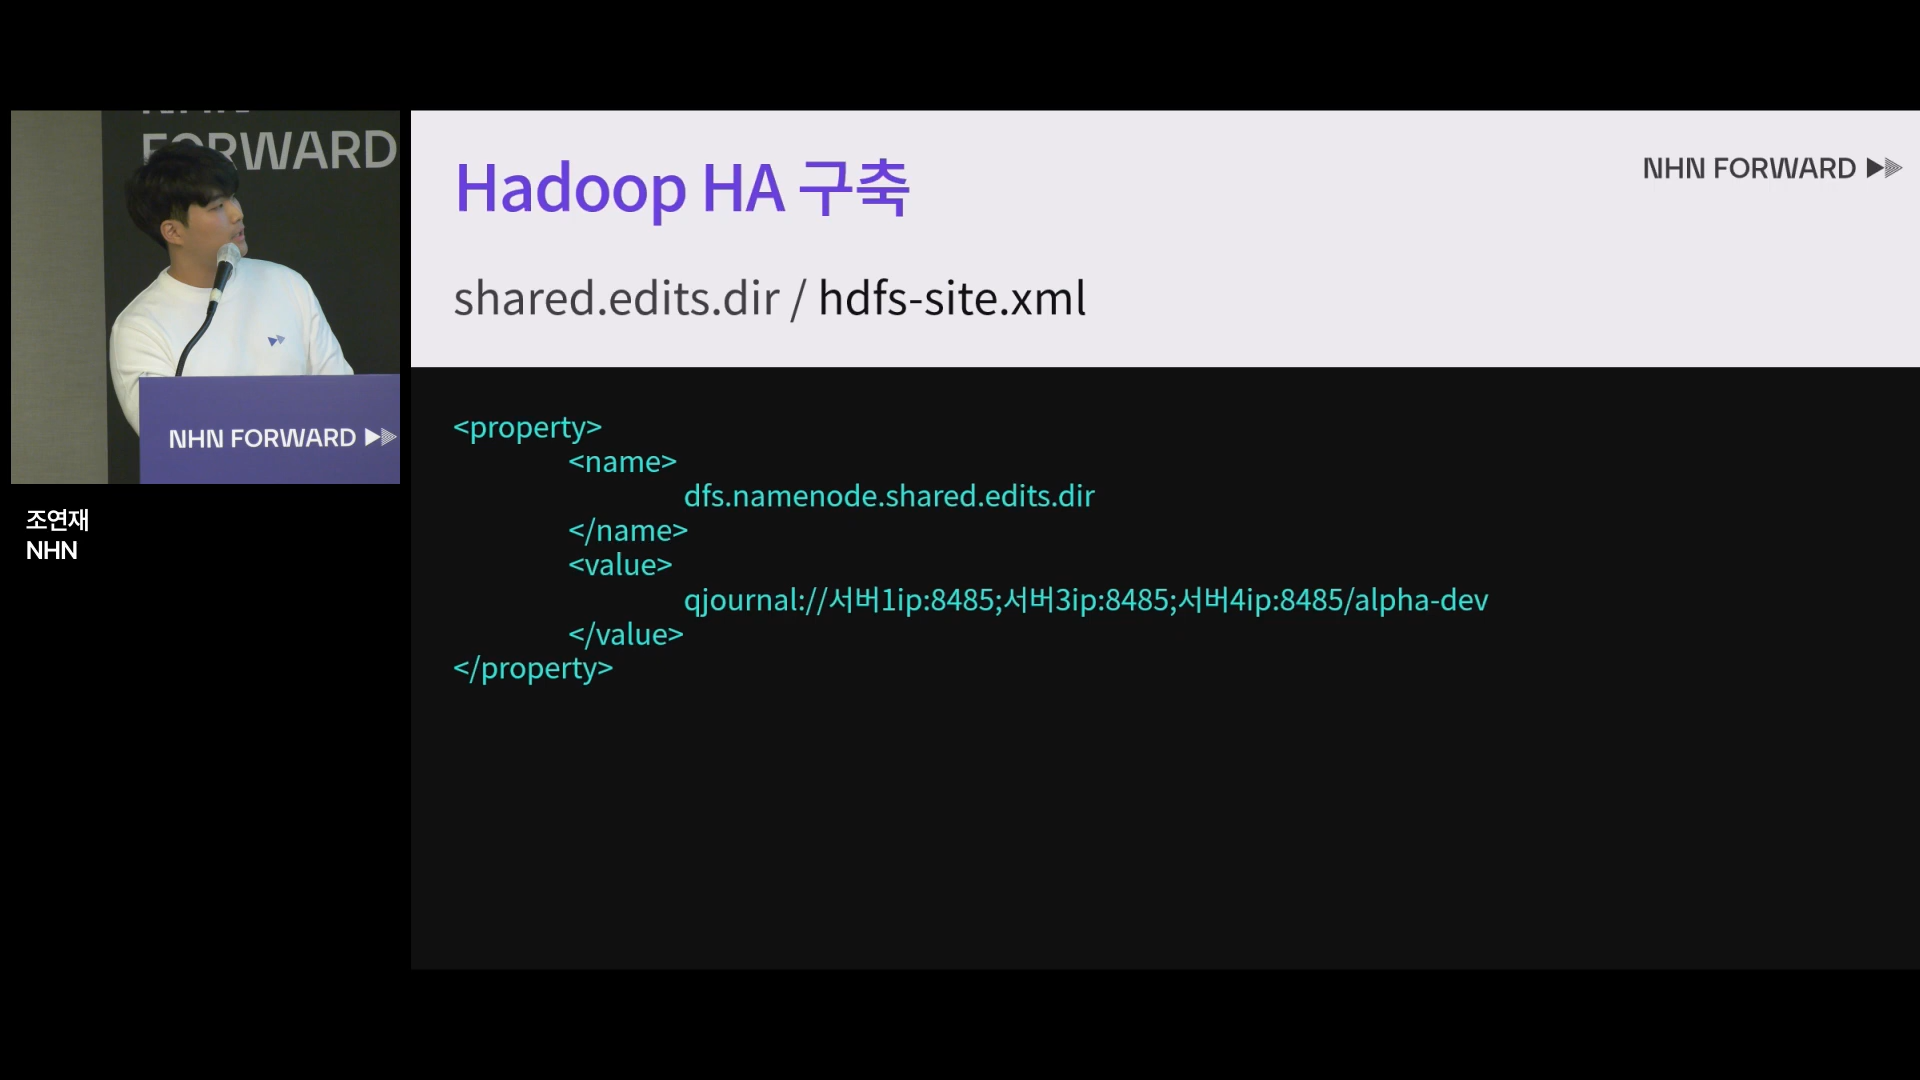 FORWARD
NHN FORWARD
조연재
NHN
Hadoop HA 구축
NHN FORWARD
shared.edits.dir / hdfs-site.xml
<property>
<name>
dfs.namenode.shared.edits.dir
</name>
<value>
qjournal://서버1ip:8485;서버3ip:8485;서버4ip:8485/alpha-dev
</value>
</property>